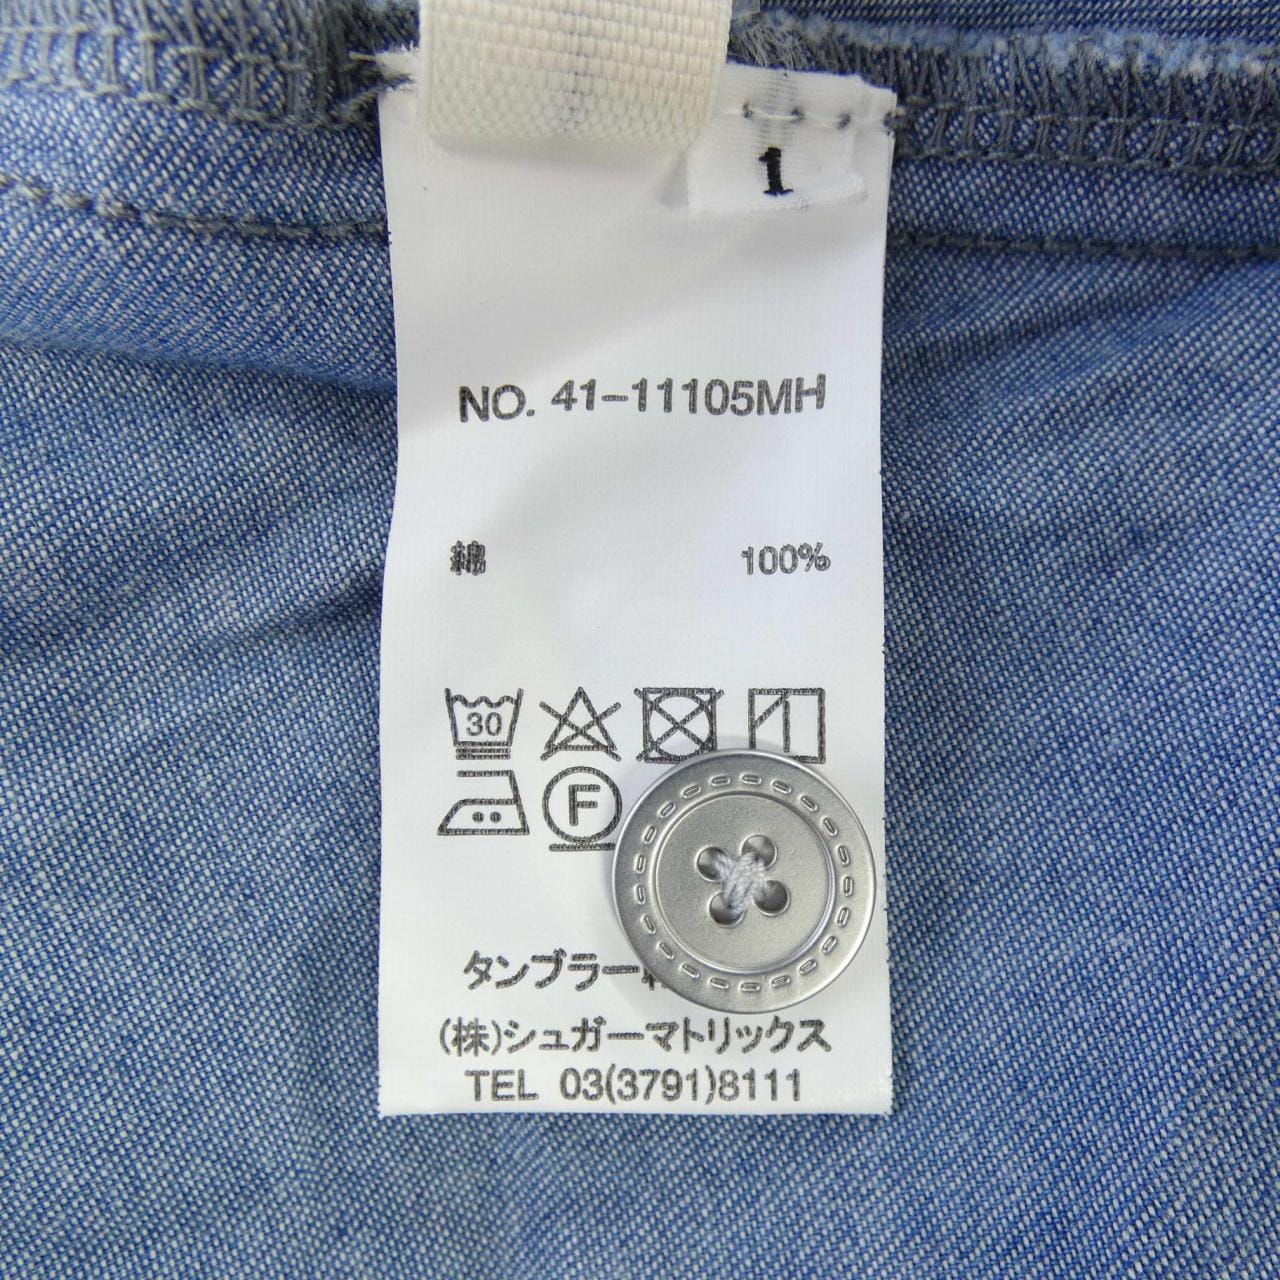 1
NO. 41-11105MH
綿 100%
30
F
タンブラー
(株)シュガーマトリックス
TEL 03(3791)8111